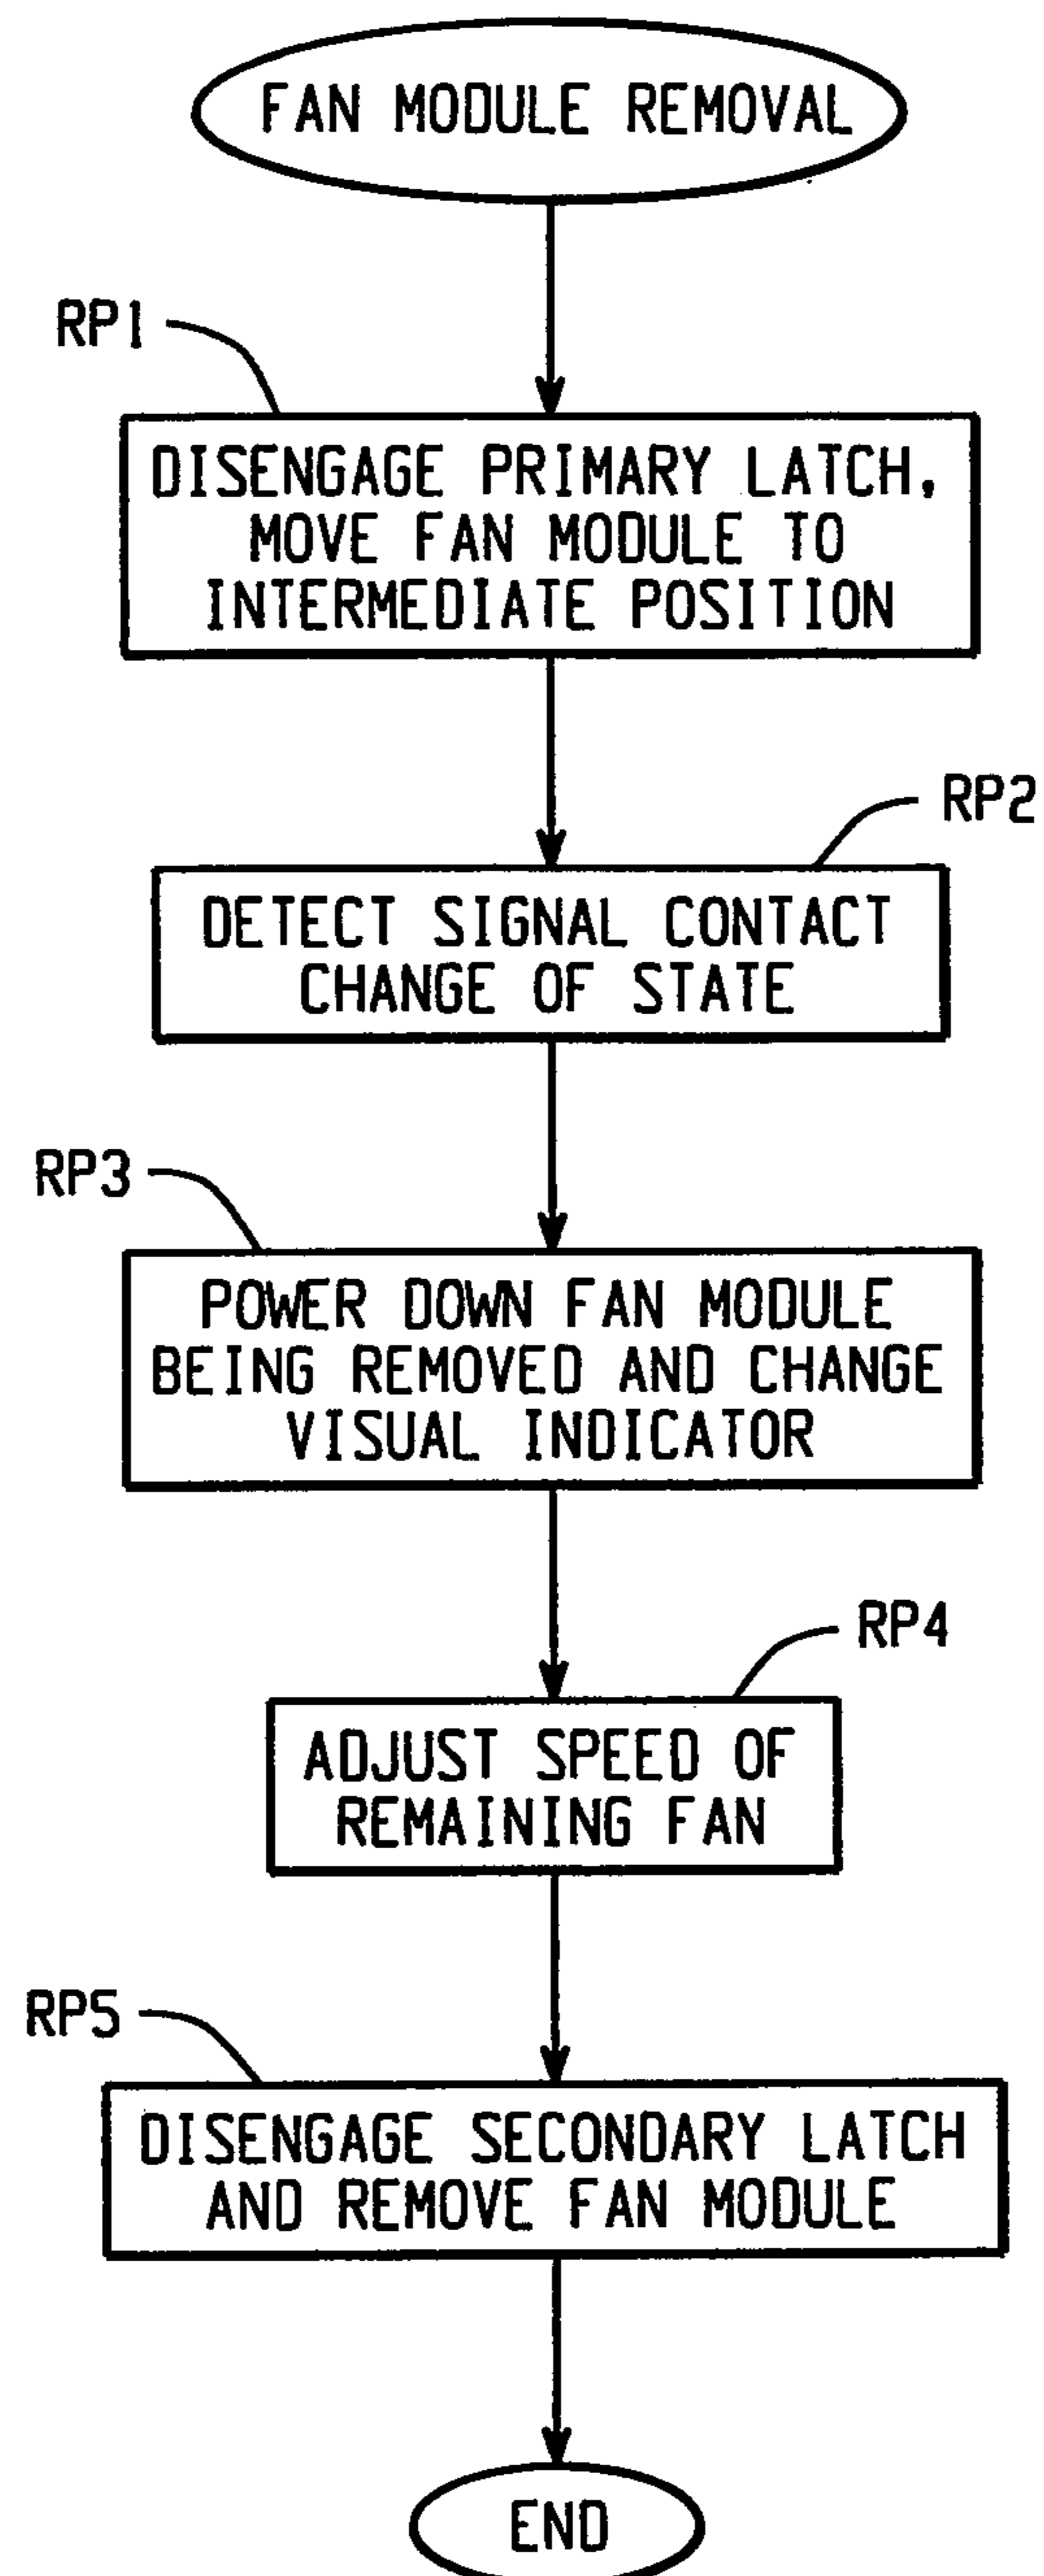 FAN MODULE REMOVAL
RP1
DISENGAGE PRIMARY LATCH,
MOVE FAN MODULE TO
INTERMEDIATE POSITION
RP2
DETECT SIGNAL CONTACT
CHANGE OF STATE
RP3
POWER DOWN FAN MODULE
BEING REMOVED AND CHANGE
VISUAL INDICATOR
RP4
ADJUST SPEED OF
REMAINING FAN
RP5
DISENGAGE SECONDARY LATCH
AND REMOVE FAN MODULE
END